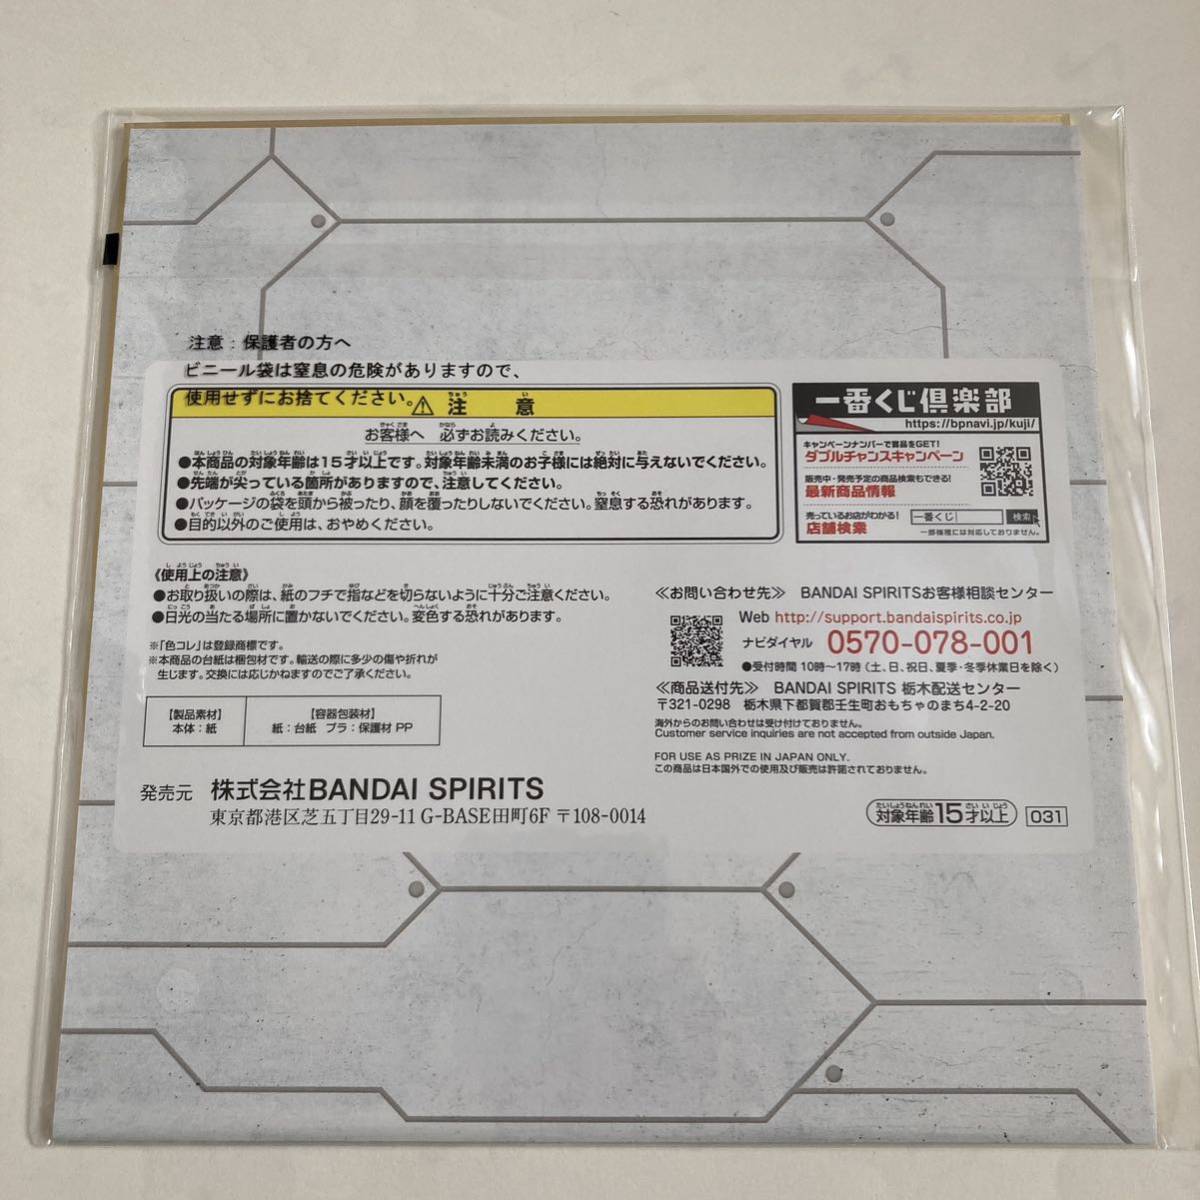 注意：保護者の方へ
ビニール袋は窒息の危険がありますので、
使用せずにお捨てください。
⚠ 注意
お客様へ 必ずお読みください。
●本商品の対象年齢は15才以上です。対象年齢未満のお子様には絶対に与えないでください。
●先端が尖っている箇所がありますので、注意してください。
●パッケージの袋を頭から被ったり、顔を覆ったりしないでください。窒息する恐れがあります。
●目的以外のご使用は、おやめください。
一番くじ倶楽部
https://bpnavi.jp/kuji/
キャンペーンナンバーで賞品をGET!
ダブルチャンスキャンペーン
販売中・発売予定の商品検索もできる!
最新商品情報
売っているお店がわかる!
店舗検索
一番くじ 検索
一部機種には対応しておりません。
《使用上の注意》
●お取り扱いの際は、紙のフチで指などを切らないように十分ご注意ください。
●日光の当たる場所に置かないでください。変色する恐れがあります。
※「色コレ」は登録商標です。
※本商品の台紙は梱包材です。輸送の際に多少の傷や折れが
生じます。交換には応じかねますのでご了承ください。
【製品素材】
本体：紙
【容器包装材】
紙：台紙 プラ：保護材 PP
≪お問い合わせ先≫ BANDAI SPIRITSお客様相談センター
Web http://support.bandaispirits.co.jp
ナビダイヤル 0570-078-001
●受付時間 10時〜17時（土、日、祝日、夏季・冬季休業日を除く）
≪商品送付先≫ BANDAI SPIRITS 栃木配送センター
〒321-0298 栃木県下都賀郡壬生町おもちゃのまち4-2-20
海外からのお問い合わせは受け付けておりません。
Customer service inquiries are not accepted from outside Japan.
FOR USE AS PRIZE IN JAPAN ONLY.
この商品は日本国外での使用及び販売は許諾されておりません。
発売元 株式会社BANDAI SPIRITS
東京都港区芝五丁目29-11 G-BASE田町6F 〒108-0014
対象年齢15才以上
031